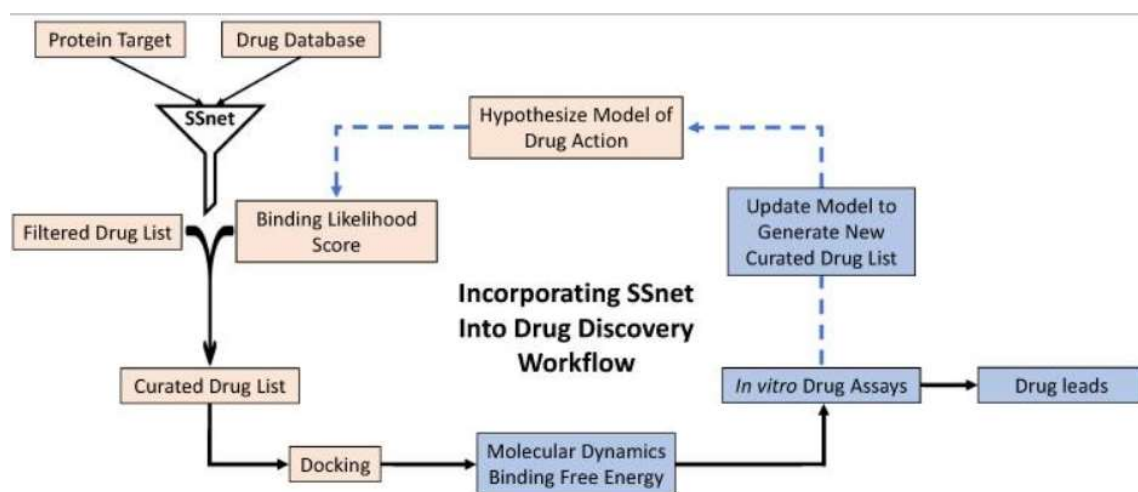 Protein Target
Drug Database
SSnet
Hypothesize Model of
Drug Action
Filtered Drug List
Binding Likelihood
Score
Update Model to
Generate New
Curated Drug List
Incorporating SSnet
Into Drug Discovery
Workflow
Curated Drug List
In vitro Drug Assays
Drug leads
Docking
Molecular Dynamics
Binding Free Energy